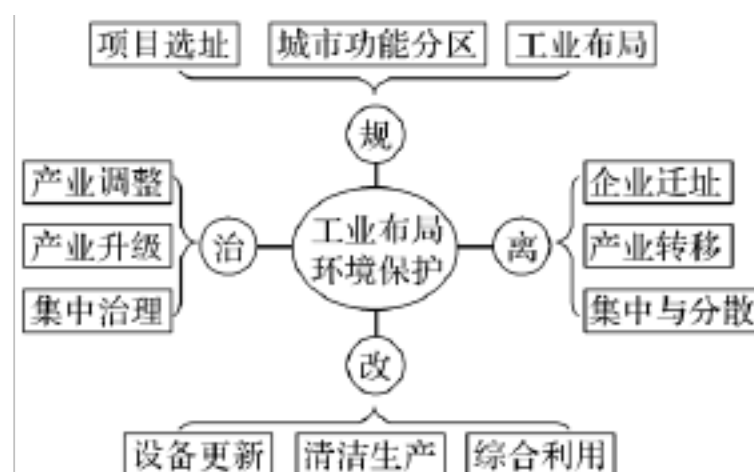 项目选址 城市功能分区 工业布局
规
产业调整 企业迁址
产业升级 治 工业布局 离 产业转移
环境保护
集中治理 集中与分散
改
设备更新 清洁生产 综合利用